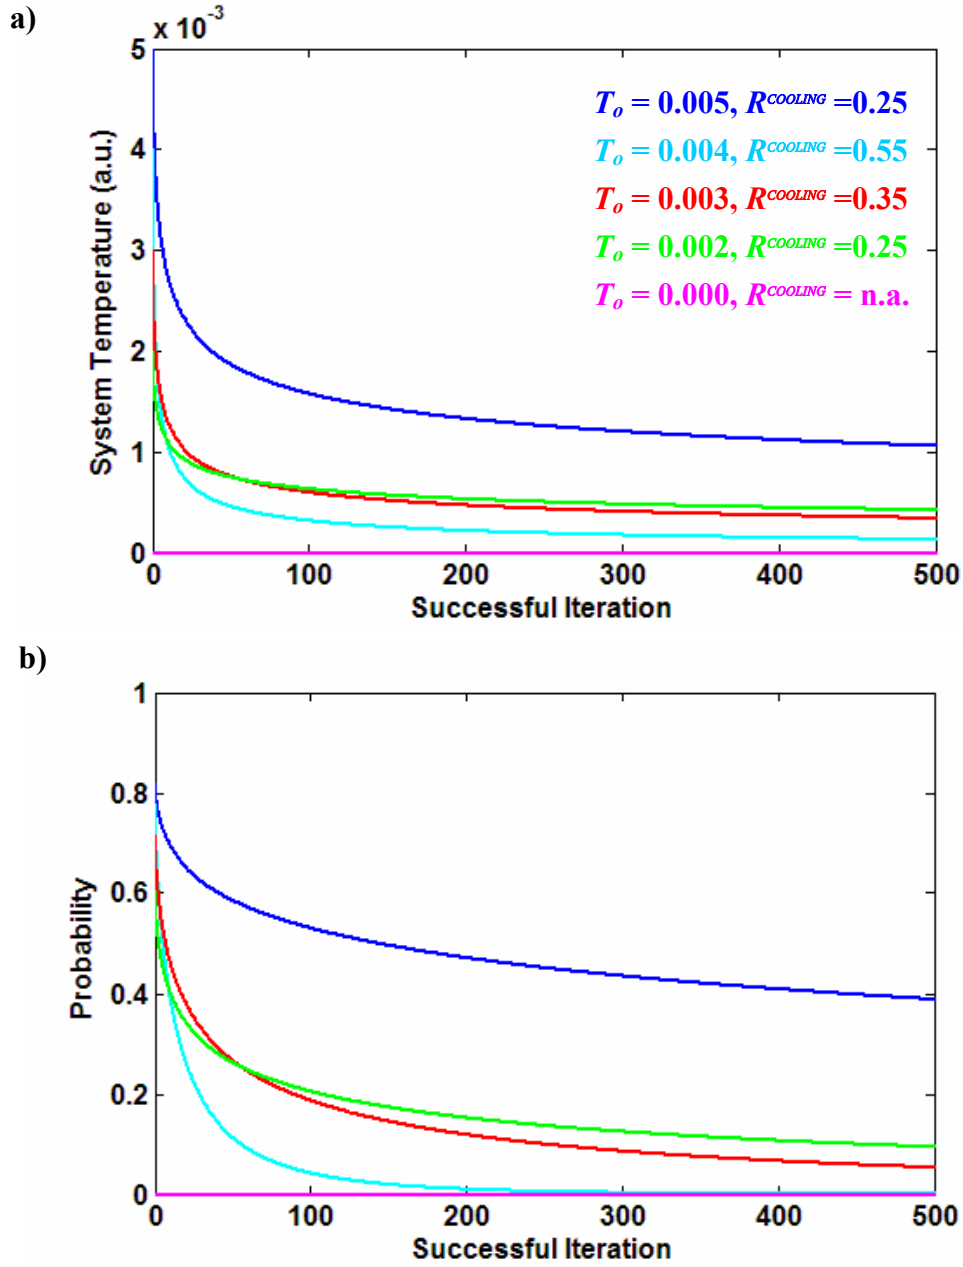 a)
x 10⁻³
5
4
3
2
1
0
System Temperature (a.u.)
T_o = 0.005, R^COOLING =0.25
T_o = 0.004, R^COOLING =0.55
T_o = 0.003, R^COOLING =0.35
T_o = 0.002, R^COOLING =0.25
T_o = 0.000, R^COOLING = n.a.
0 100 200 300 400 500
Successful Iteration
b)
1
0.8
0.6
0.4
0.2
0
Probability
0 100 200 300 400 500
Successful Iteration